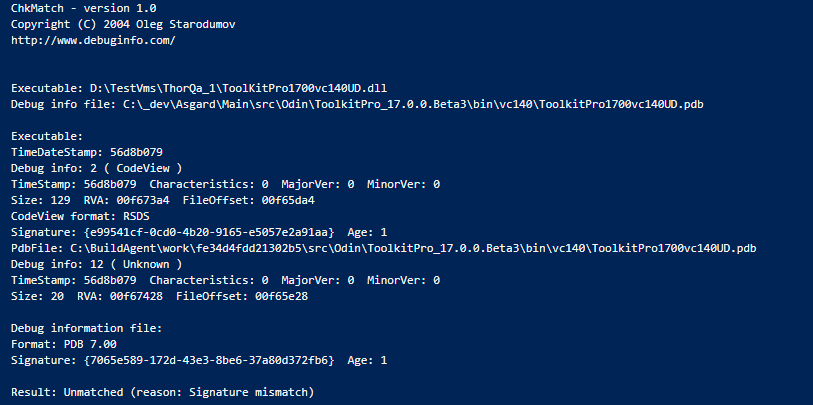 ChkMatch - version 1.0
Copyright (C) 2004 Oleg Starodumov
http://www.debuginfo.com/
Executable: D:\TestVms\ThorQa_1\ToolKitPro1700vc140UD.dll
Debug info file: C:\_dev\Asgard\Main\src\Odin\ToolkitPro_17.0.0.Beta3\bin\vc140\ToolkitPro1700vc140UD.pdb
Executable:
TimeDateStamp: 56d8b079
Debug info: 2 ( CodeView )
TimeStamp: 56d8b079  Characteristics: 0  MajorVer: 0  MinorVer: 0
Size: 129  RVA: 00f673a4  FileOffset: 00f65da4
CodeView format: RSDS
Signature: {e99541cf-0cd0-4b20-9165-e5057e2a91aa}  Age: 1
PdbFile: C:\BuildAgent\work\fe34d4fdd21302b5\src\Odin\ToolkitPro_17.0.0.Beta3\bin\vc140\ToolkitPro1700vc140UD.pdb
Debug info: 12 ( Unknown )
TimeStamp: 56d8b079  Characteristics: 0  MajorVer: 0  MinorVer: 0
Size: 20  RVA: 00f67428  FileOffset: 00f65e28
Debug information file:
Format: PDB 7.00
Signature: {7065e589-172d-43e3-8be6-37a80d372fb6}  Age: 1
Result: Unmatched (reason: Signature mismatch)